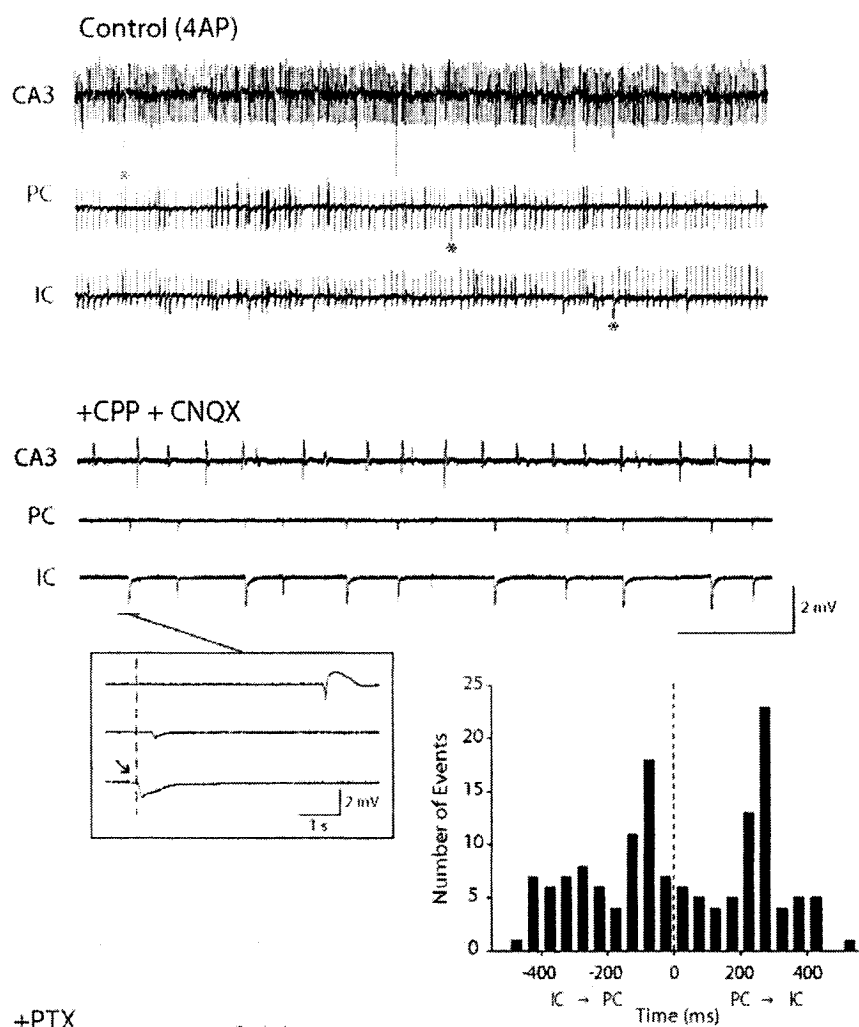 Control (4AP)
CA3
PC
*
*
IC
*
+CPP + CNQX
CA3
PC
IC
2 mV
2 mV
1 s
25
20
15
10
5
0
Number of Events
-400 -200 0 200 400
IC → PC PC → IC
Time (ms)
+PTX